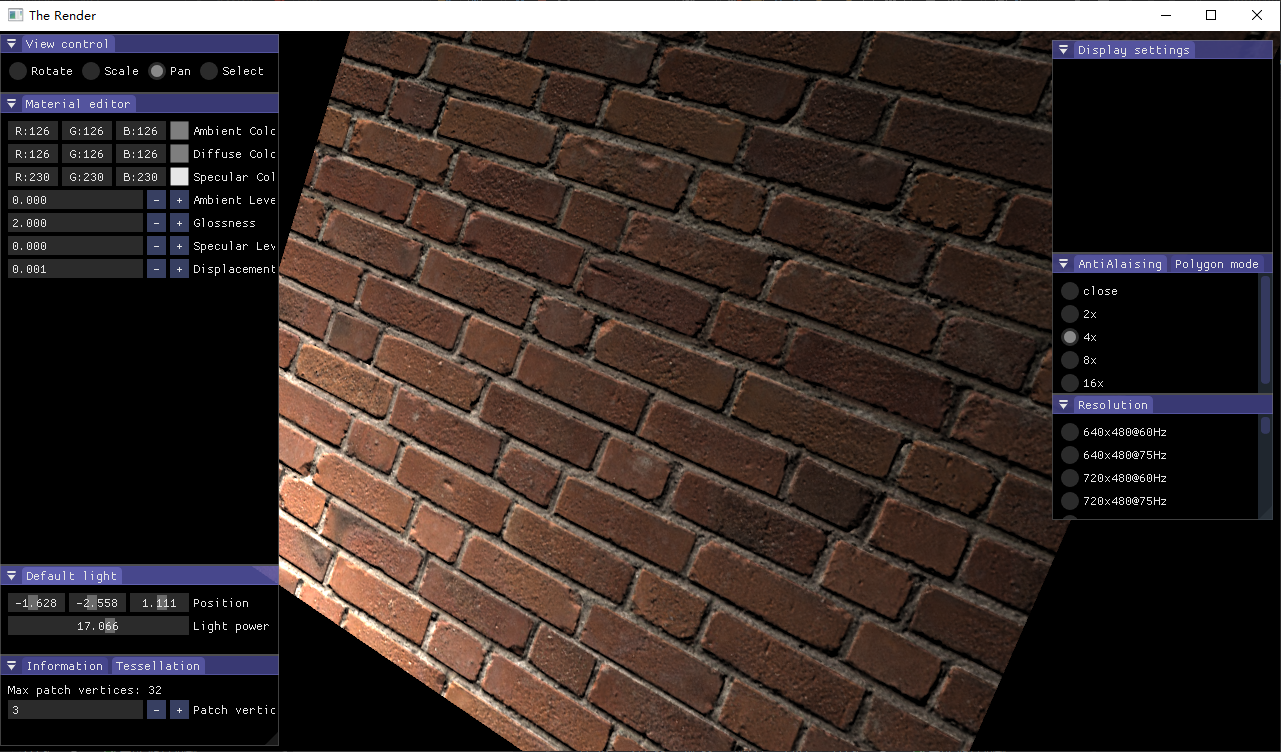 The Render
View control
Rotate Scale Pan Select
Material editor
R:126 G:126 B:126 Ambient Colo
R:126 G:126 B:126 Diffuse Colo
R:230 G:230 B:230 Specular Col
0.000 - + Ambient Leve
2.000 - + Glossness
0.000 - + Specular Lev
0.001 - + Displacement
Default light
-1.628 -2.558 1.111 Position
17.066 Light power
Information Tessellation
Max patch vertices: 32
3 - + Patch vertic
Display settings
AntiAlaising Polygon mode
close
2x
4x
8x
16x
Resolution
640x480@60Hz
640x480@75Hz
720x480@60Hz
720x480@75Hz